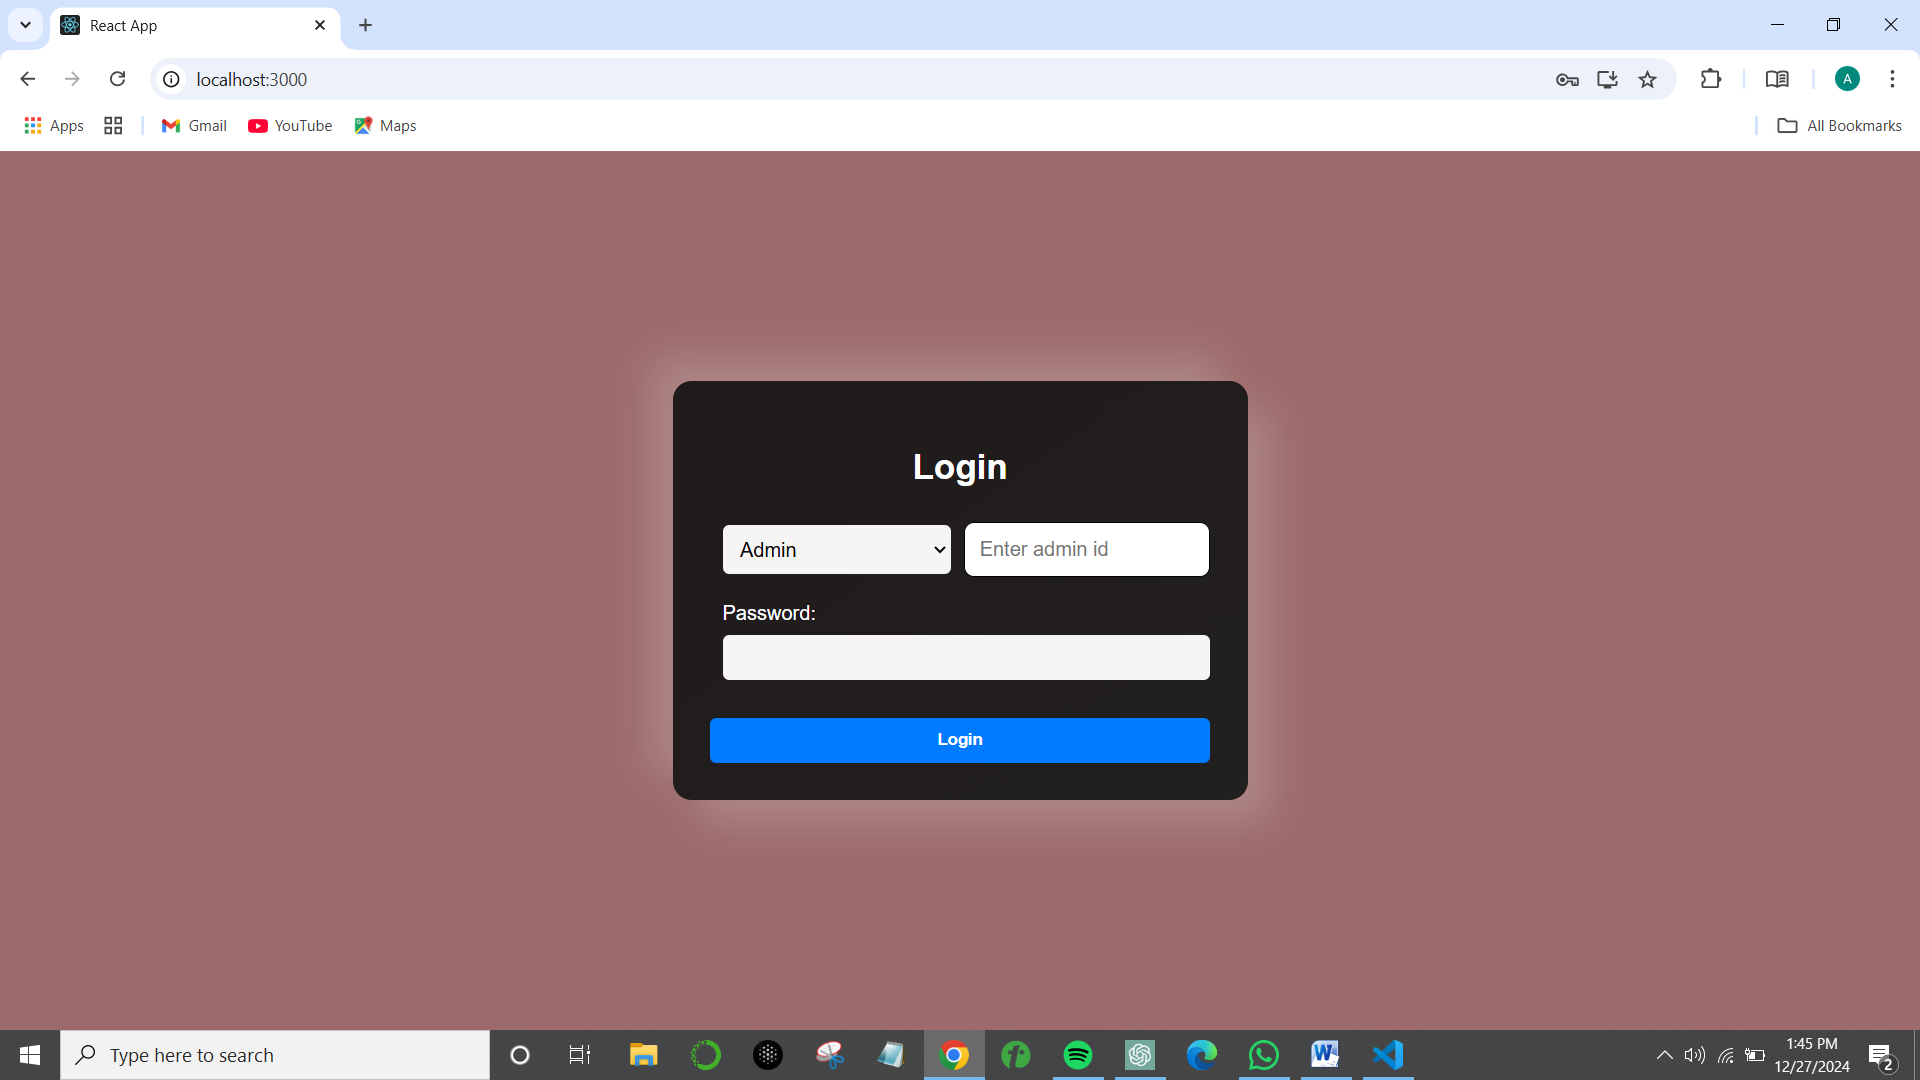 React App
localhost:3000
A
Apps
Gmail
YouTube
Maps
All Bookmarks
Login
Admin
Enter admin id
Password:
Login
Type here to search
1:45 PM
12/27/2024
2